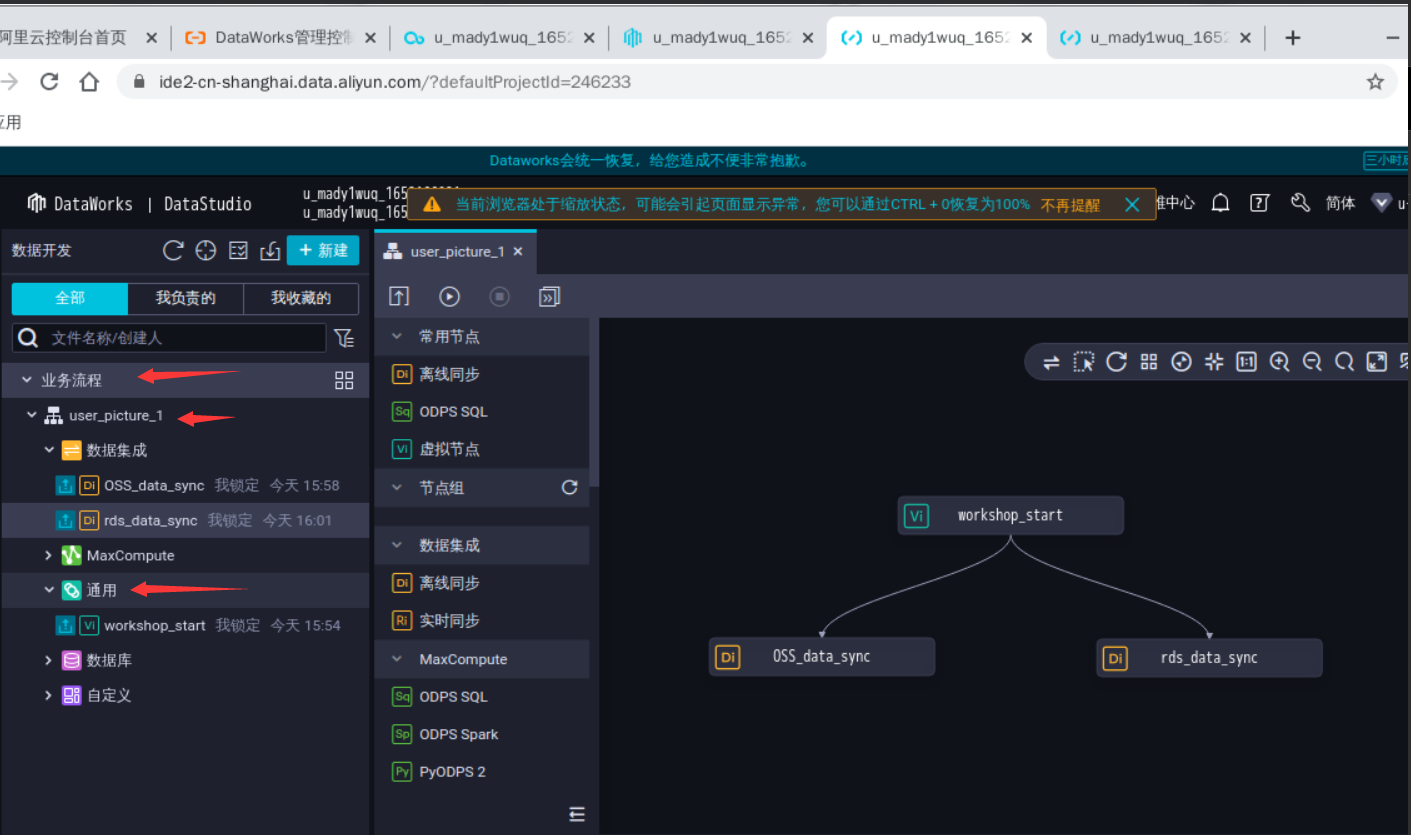 阿里云控制台首页
DataWorks管理控制
u_mady1wuq_1652
u_mady1wuq_1652
u_mady1wuq_1652
u_mady1wuq_1652
ide2-cn-shanghai.data.aliyun.com/?defaultProjectId=246233
应用
Dataworks会统一恢复，给您造成不便非常抱歉。
三小时后
DataWorks | DataStudio
u_mady1wuq_165
u_mady1wuq_165
当前浏览器处于缩放状态，可能会引起页面显示异常，您可以通过CTRL + 0恢复为100%
不再提醒
维中心
简体
数据开发
+ 新建
user_picture_1
全部
我负责的
我收藏的
文件名称/创建人
业务流程
user_picture_1
数据集成
Di OSS_data_sync 我锁定 今天 15:58
Di rds_data_sync 我锁定 今天 16:01
MaxCompute
通用
Vi workshop_start 我锁定 今天 15:54
数据库
自定义
常用节点
Di 离线同步
Sq ODPS SQL
Vi 虚拟节点
节点组
数据集成
Di 离线同步
Ri 实时同步
MaxCompute
Sq ODPS SQL
Sp ODPS Spark
Py PyODPS 2
1:1
Vi workshop_start
Di OSS_data_sync
Di rds_data_sync